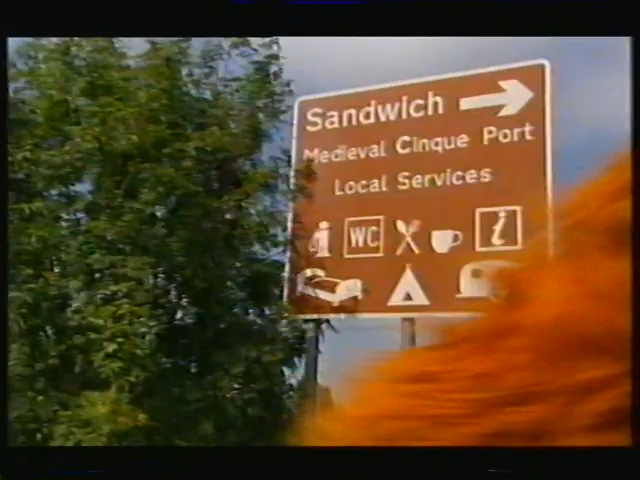 Sandwich
Medieval Cinque Port
Local Services
WC
i